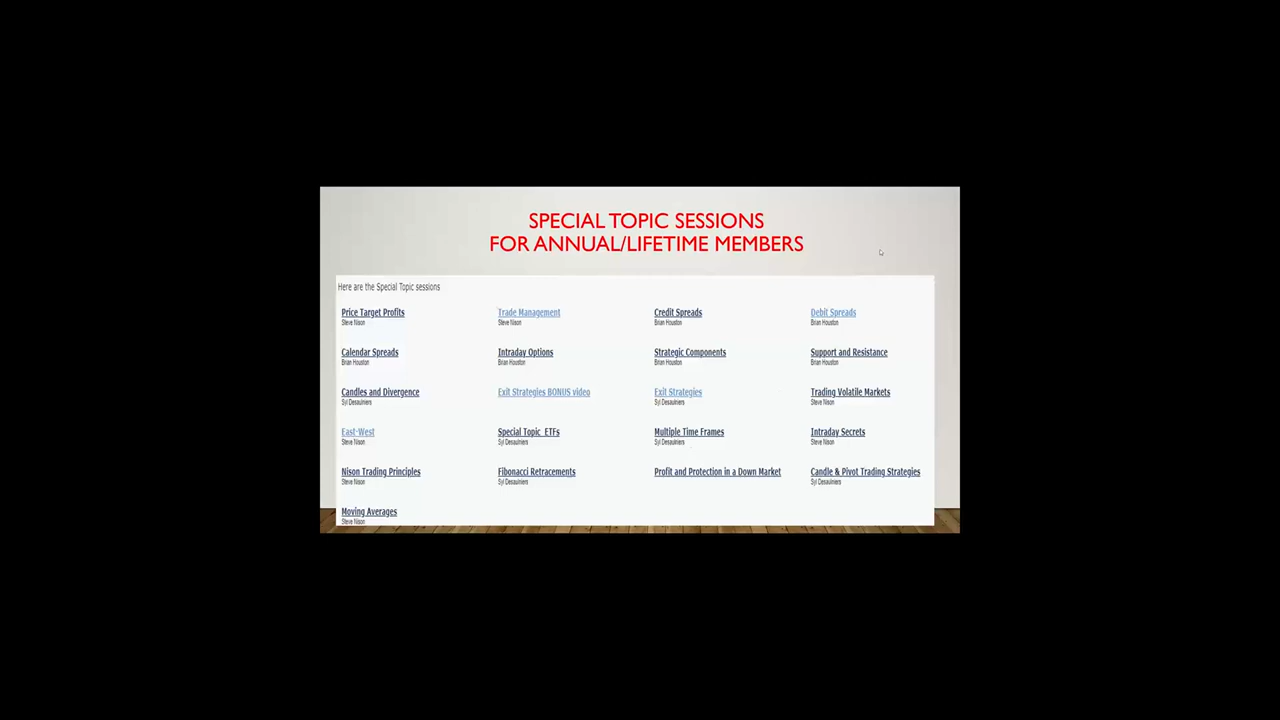 SPECIAL TOPIC SESSIONS
FOR ANNUAL/LIFETIME MEMBERS
Here are the Special Topic sessions
Price Target Profits
Steve Nison
Trade Management
Steve Nison
Credit Spreads
Brian Houston
Debit Spreads
Brian Houston
Calendar Spreads
Brian Houston
Intraday Options
Brian Houston
Strategic Components
Brian Houston
Support and Resistance
Brian Houston
Candles and Divergence
Syl Desaulniers
Exit Strategies BONUS video
Exit Strategies
Syl Desaulniers
Trading Volatile Markets
Steve Nison
East-West
Steve Nison
Special Topic ETFs
Syl Desaulniers
Multiple Time Frames
Syl Desaulniers
Intraday Secrets
Steve Nison
Nison Trading Principles
Steve Nison
Fibonacci Retracements
Syl Desaulniers
Profit and Protection in a Down Market
Candle & Pivot Trading Strategies
Syl Desaulniers
Moving Averages
Steve Nison